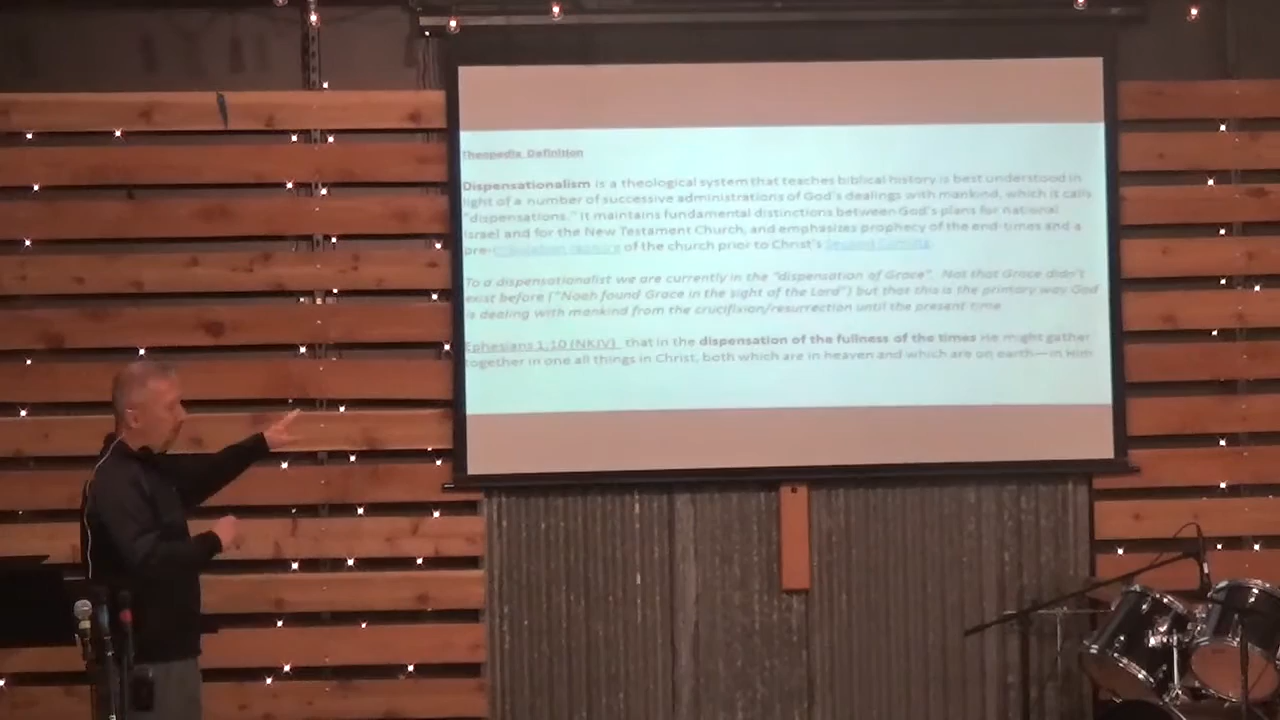 Theopedia Definition
Dispensationalism is a theological system that teaches biblical history is best understood in
light of a number of successive administrations of God's dealings with mankind, which it calls
"dispensations." It maintains fundamental distinctions between God's plans for national
Israel and for the New Testament Church, and emphasizes prophecy of the end-times and a
pre-tribulation rapture of the church prior to Christ's Second Coming.
To a dispensationalist we are currently in the "dispensation of Grace". Not that Grace didn't
exist before ("Noah found Grace in the sight of the Lord") but that this is the primary way God
is dealing with mankind from the crucifixion/resurrection until the present time
Ephesians 1:10 (NKJV) that in the dispensation of the fullness of the times He might gather
together in one all things in Christ, both which are in heaven and which are on earth—in Him